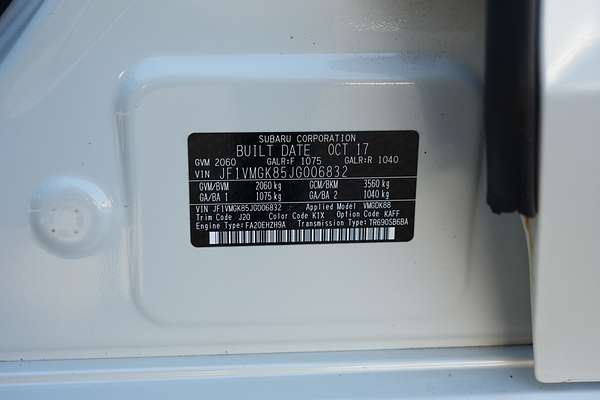 SUBARU CORPORATION
BUILT DATE OCT 17
GVM 2060 GALR:F 1075 GALR:R 1040
VIN JF1VMGK85JG006832
GVM/BVM 2060 kg GCM/BKM 3560 kg
GA/BA 1 1075 kg GA/BA 2 1040 kg
VIN JF1VMGK85JG006832 Applied Model VMGDK88
Trim Code J20 Color Code K1X Option Code KAFF
Engine Type:FA20EHZH9A Transmission Type:TR690SB6BA